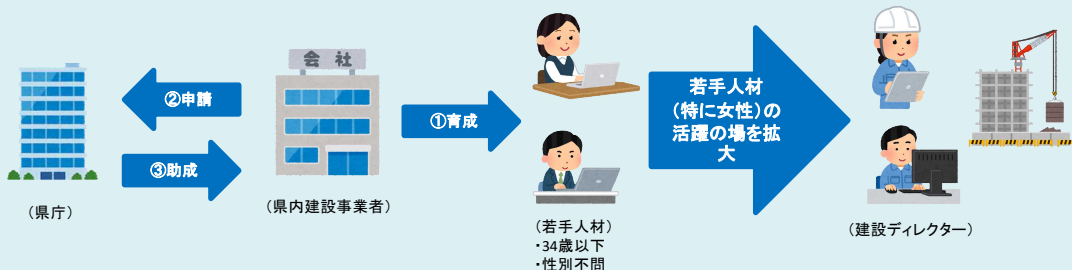 会社
②申請
③助成
①育成
若手人材
(特に女性)の
活躍の場を拡
大
(県庁)
(県内建設事業者)
(若手人材)
・34歳以下
・性別不問
(建設ディレクター)